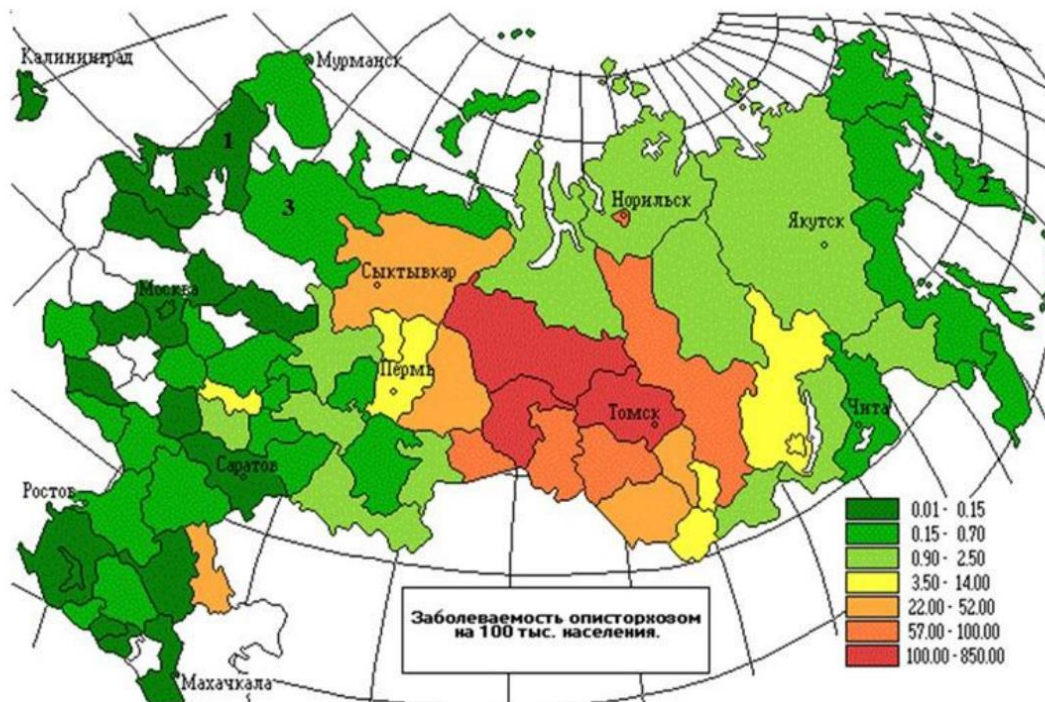 Калининград
Мурманск
1
2
3
Норильск
Якутск
Сыктывкар
Москва
Пермь
Томск
Чита
Саратов
Ростов
Махачкала
0.01 - 0.15
0.15 - 0.70
0.90 - 2.50
3.50 - 14.00
22.00 - 52.00
57.00 - 100.00
100.00 - 850.00
Заболеваемость описторхозом
на 100 тыс. населения.